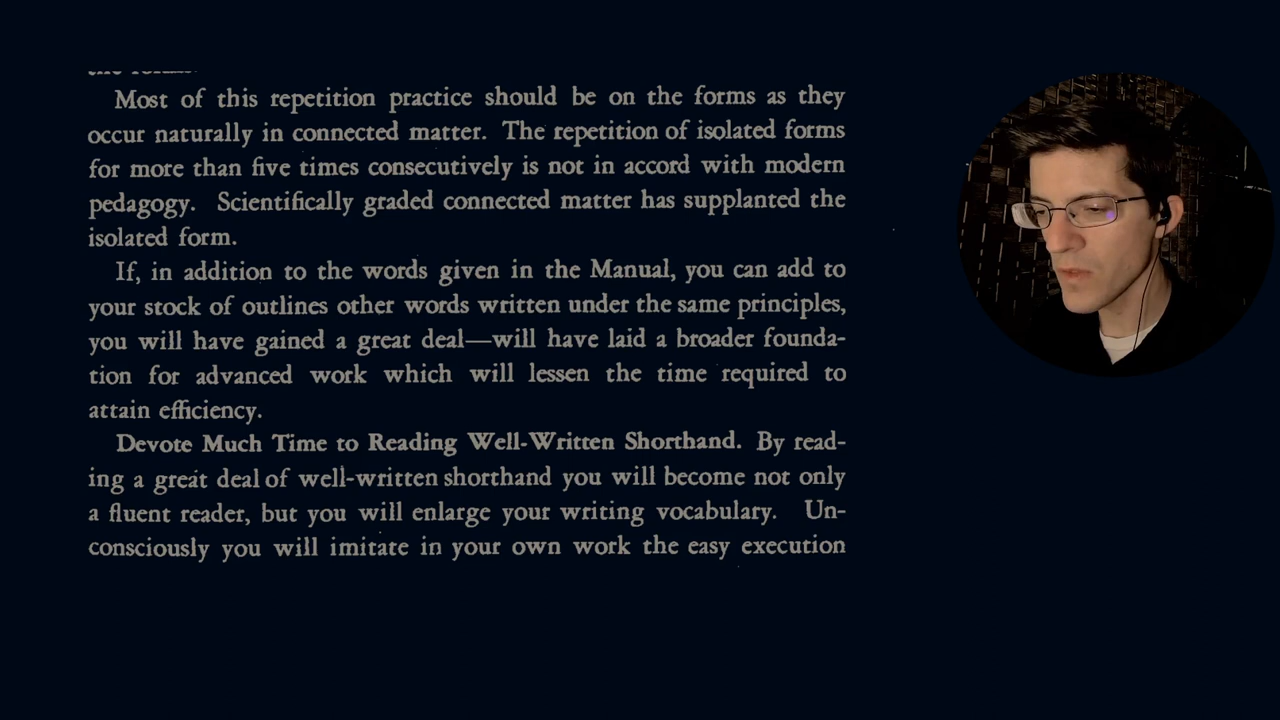 Most of this repetition practice should be on the forms as they
occur naturally in connected matter. The repetition of isolated forms
for more than five times consecutively is not in accord with modern
pedagogy. Scientifically graded connected matter has supplanted the
isolated form.
If, in addition to the words given in the Manual, you can add to
your stock of outlines other words written under the same principles,
you will have gained a great deal—will have laid a broader founda-
tion for advanced work which will lessen the time required to
attain efficiency.
Devote Much Time to Reading Well-Written Shorthand. By read-
ing a great deal of well-written shorthand you will become not only
a fluent reader, but you will enlarge your writing vocabulary. Un-
consciously you will imitate in your own work the easy execution